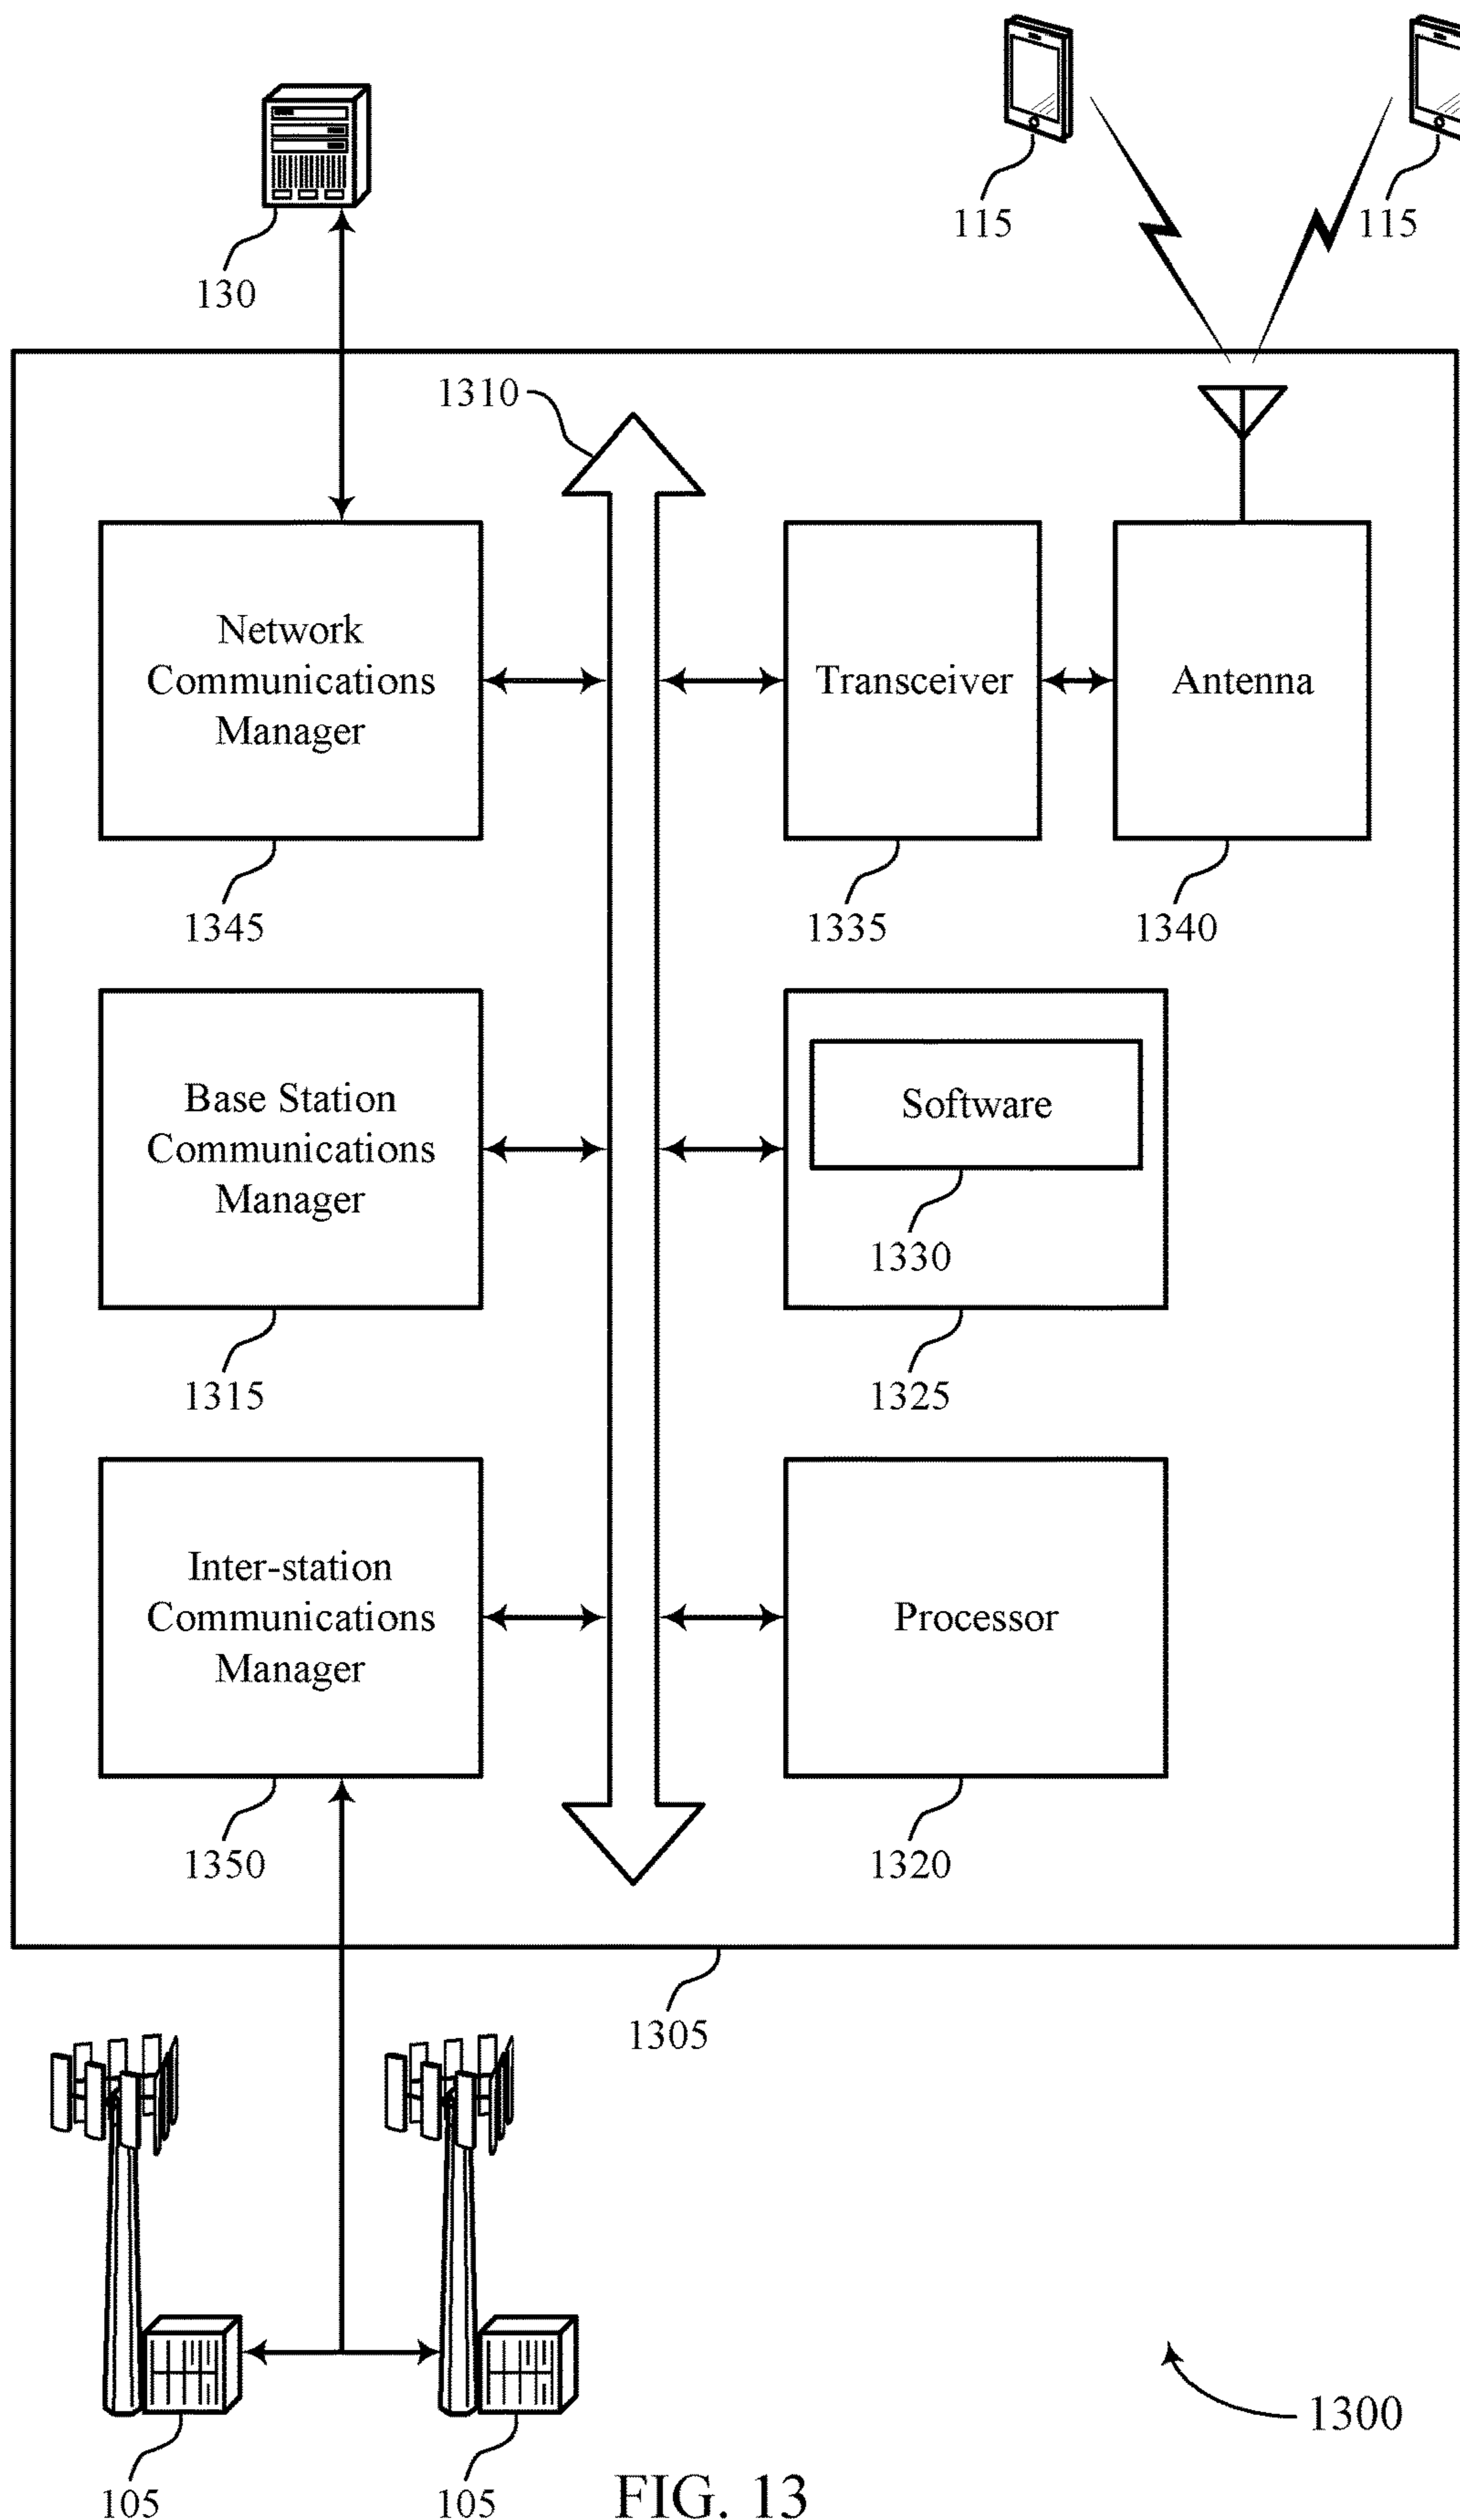 115
115
130
1310
Network
Communications
Manager
Transceiver
Antenna
1345
1335
1340
Base Station
Communications
Manager
Software
1330
1315
1325
Inter-station
Communications
Manager
Processor
1350
1320
1305
1300
105
105
FIG. 13